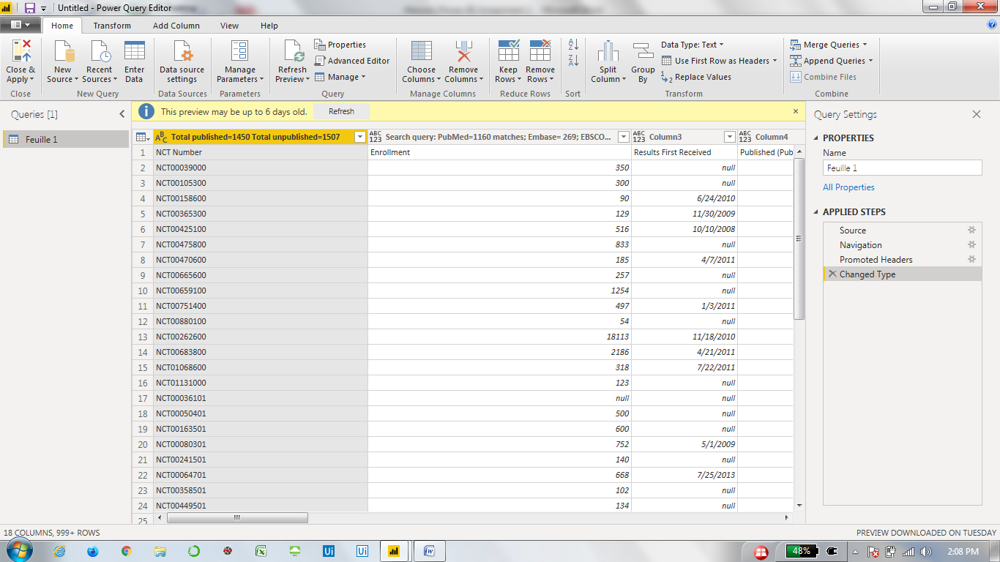 Untitled - Power Query Editor
Home Transform Add Column View Help
Close & Apply
New Source
Recent Sources
Enter Data
Data source settings
Manage Parameters
Refresh Preview
Properties
Advanced Editor
Manage
Choose Columns
Remove Columns
Keep Rows
Remove Rows
Split Column
Group By
Data Type: Text
Use First Row as Headers
Replace Values
Merge Queries
Append Queries
Combine Files
Close New Query Data Sources Parameters Query Manage Columns Reduce Rows Sort Transform Combine
Queries [1]
Feuille 1
This preview may be up to 6 days old. Refresh
ABC Total published=1450 Total unpublished=1507 ABC 123 Search query: PubMed=1160 matches; Embase= 269; EBSCO... ABC 123 Column3 ABC 123 Column4
1 NCT Number Enrollment Results First Received Published (Pub
2 NCT00039000 350 null
3 NCT00105300 300 null
4 NCT00158600 90 6/24/2010
5 NCT00365300 129 11/30/2009
6 NCT00425100 516 10/10/2008
7 NCT00475800 833 null
8 NCT00470600 185 4/7/2011
9 NCT00665600 257 null
10 NCT00659100 1254 null
11 NCT00751400 497 1/3/2011
12 NCT00880100 54 null
13 NCT00262600 18113 11/18/2010
14 NCT00683800 2186 4/21/2011
15 NCT01068600 318 7/22/2011
16 NCT01131000 123 null
17 NCT00036101 null null
18 NCT00050401 500 null
19 NCT00163501 600 null
20 NCT00080301 752 5/1/2009
21 NCT00241501 140 null
22 NCT00064701 668 7/25/2013
23 NCT00358501 102 null
24 NCT00449501 134 null
25
Query Settings
PROPERTIES
Name
Feuille 1
All Properties
APPLIED STEPS
Source
Navigation
Promoted Headers
Changed Type
18 COLUMNS, 999+ ROWS PREVIEW DOWNLOADED ON TUESDAY
Ui Ui 48% 2:08 PM